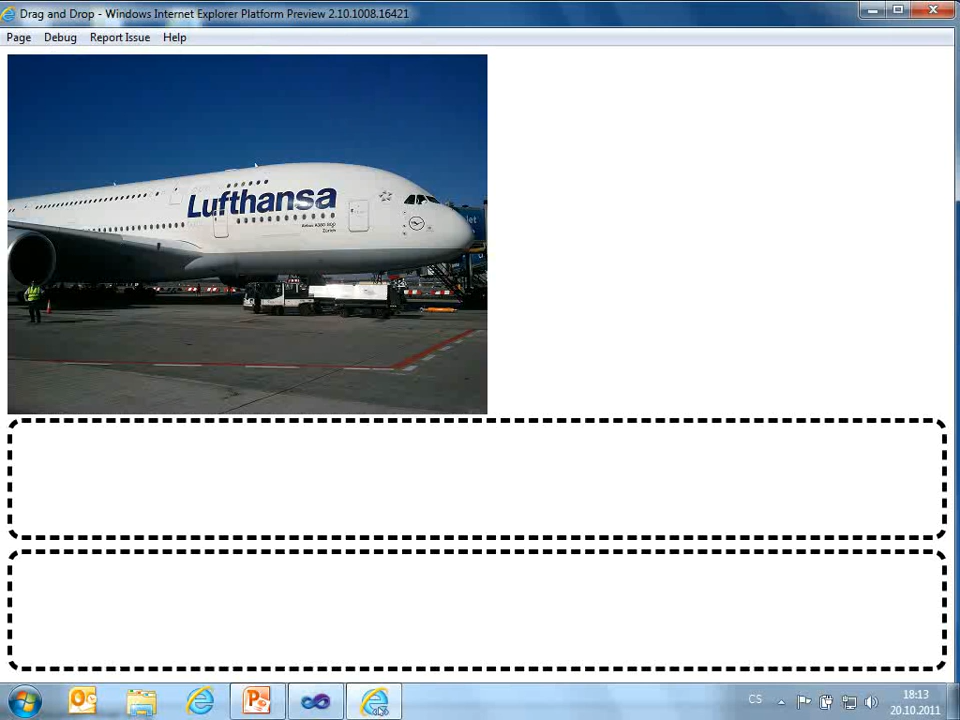 Drag and Drop - Windows Internet Explorer Platform Preview 2.10.1008.16421
Page Debug Report Issue Help
Lufthansa
CS
18:13
20.10.2011